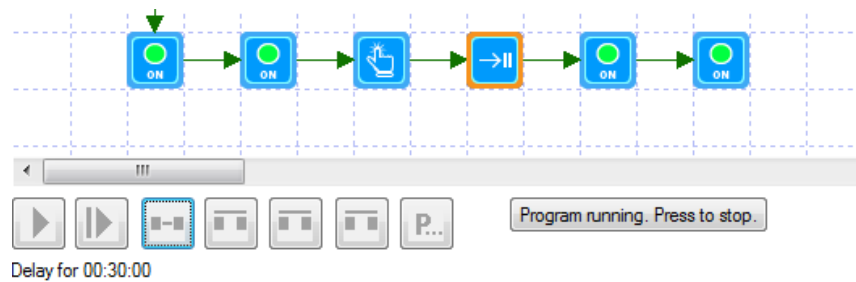 ON
ON
ON
ON
P...
Program running. Press to stop.
Delay for 00:30:00